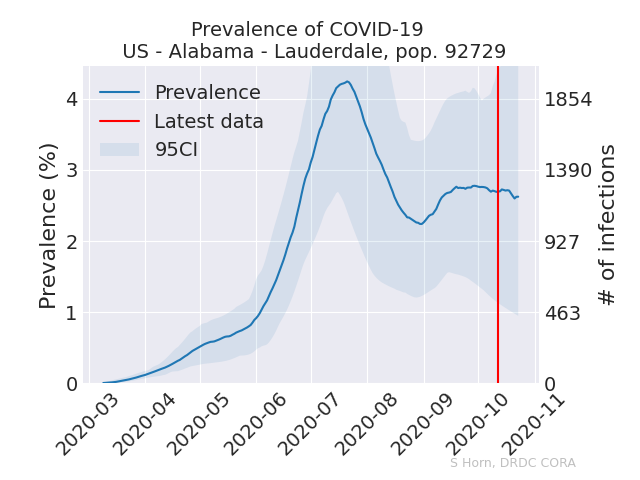 Prevalence of COVID-19
US - Alabama - Lauderdale, pop. 92729
Prevalence
Latest data
95CI
Prevalence (%)
4
3
2
1
0
1854
1390
927
463
0
# of infections
2020-03
2020-04
2020-05
2020-06
2020-07
2020-08
2020-09
2020-10
2020-11
S Horn, DRDC CORA